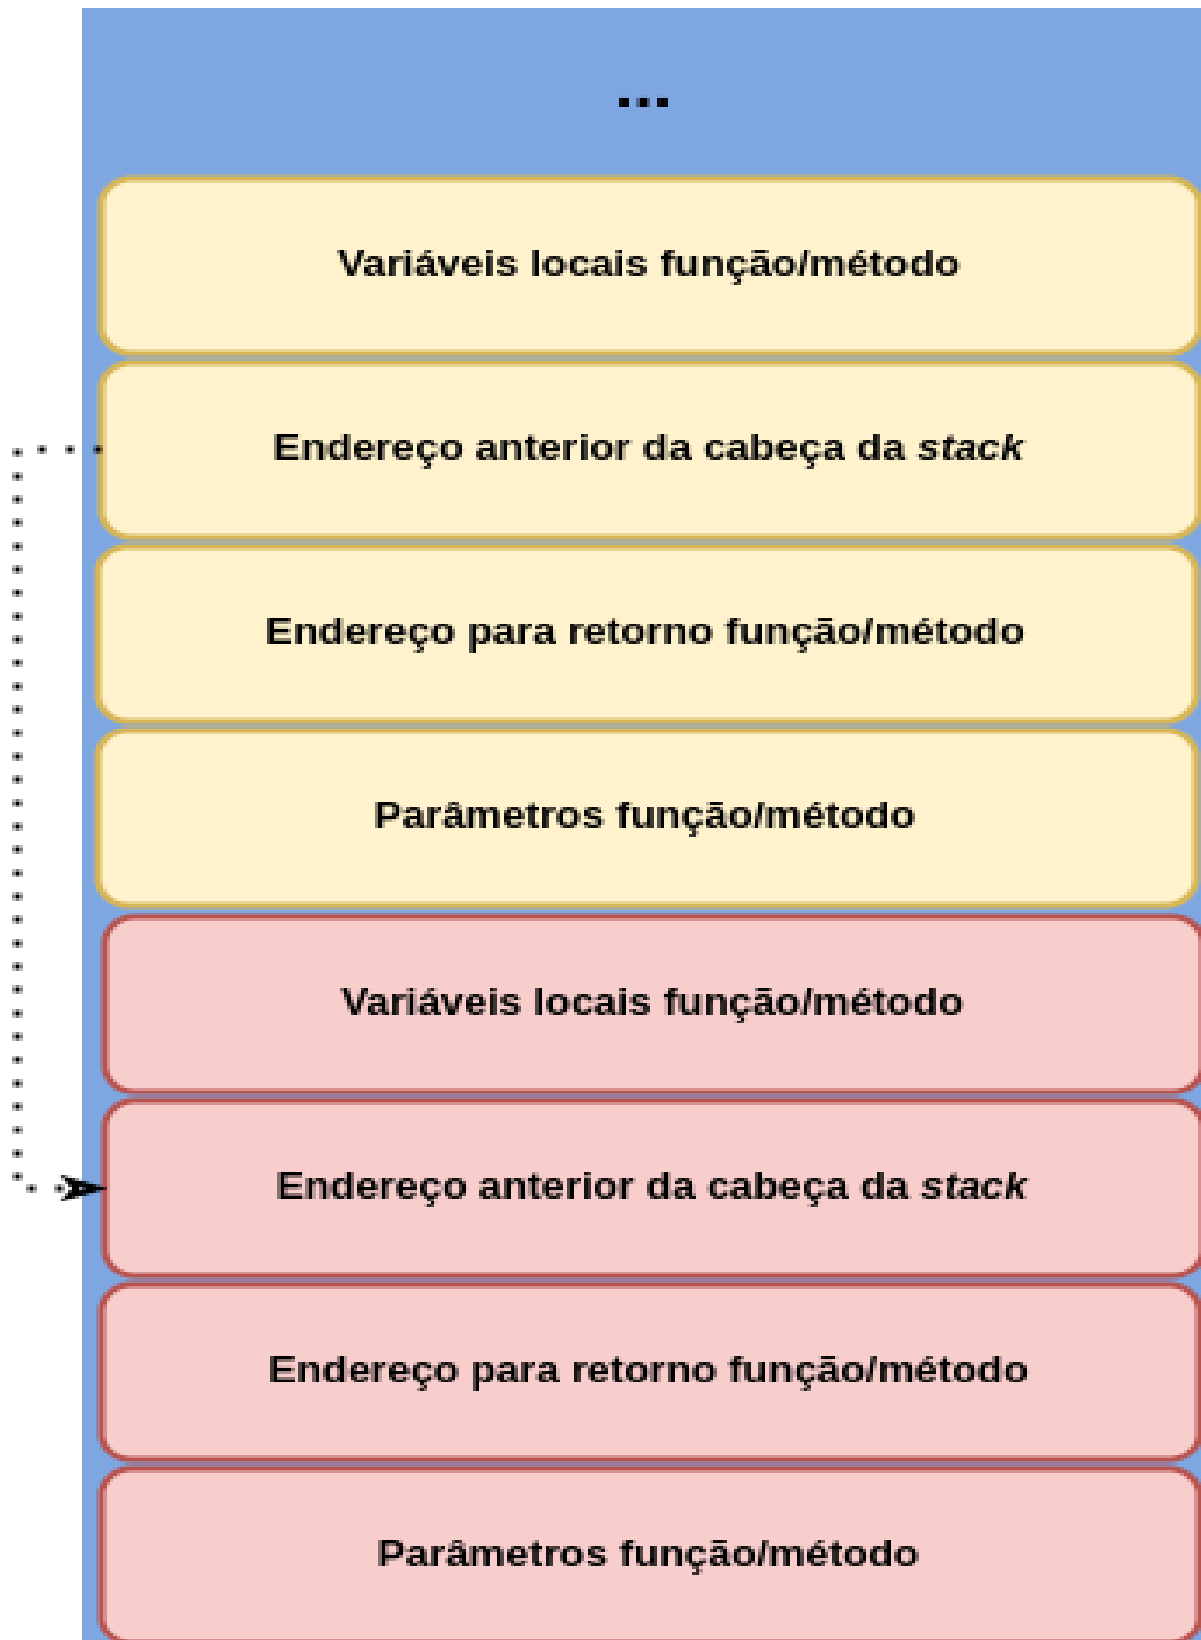 ...
Variáveis locais função/método
Endereço anterior da cabeça da stack
Endereço para retorno função/método
Parâmetros função/método
Variáveis locais função/método
Endereço anterior da cabeça da stack
Endereço para retorno função/método
Parâmetros função/método